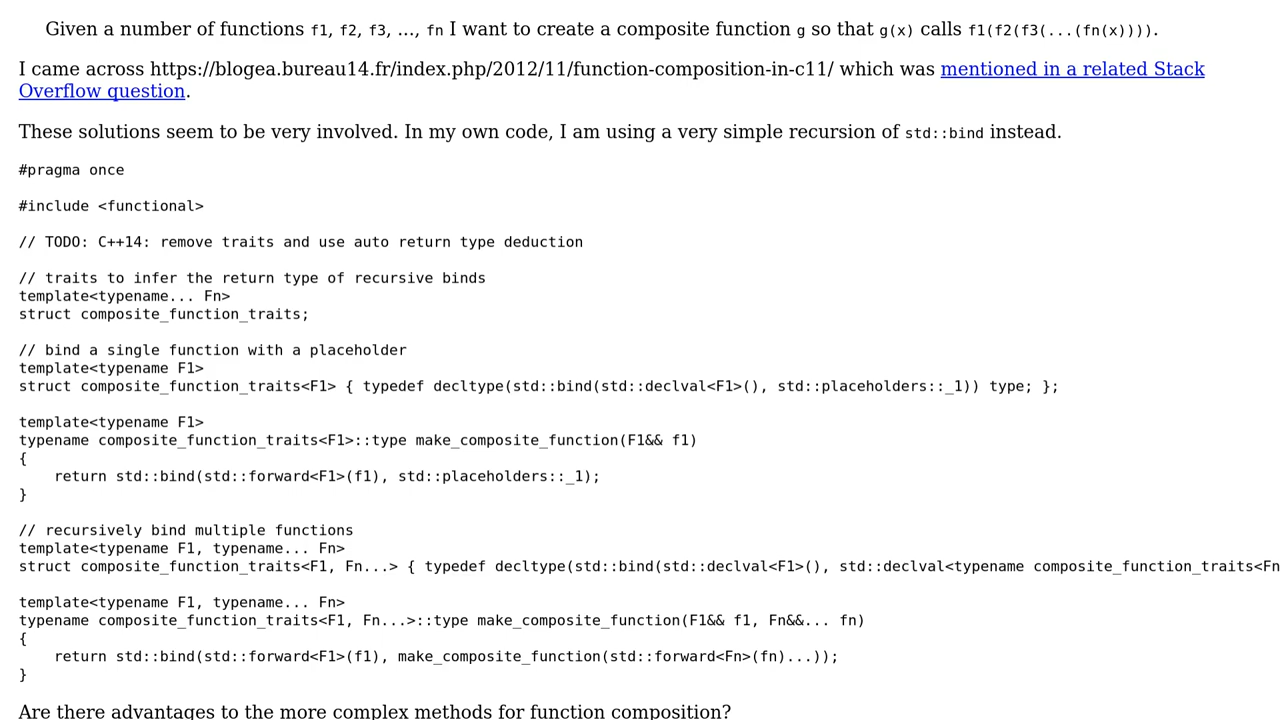 Given a number of functions f1, f2, f3, ..., fn I want to create a composite function g so that g(x) calls f1(f2(f3(...(fn(x)))).
I came across https://blogea.bureau14.fr/index.php/2012/11/function-composition-in-c11/ which was mentioned in a related Stack
Overflow question.
These solutions seem to be very involved. In my own code, I am using a very simple recursion of std::bind instead.
#pragma once
#include <functional>
// TODO: C++14: remove traits and use auto return type deduction
// traits to infer the return type of recursive binds
template<typename... Fn>
struct composite_function_traits;
// bind a single function with a placeholder
template<typename F1>
struct composite_function_traits<F1> { typedef decltype(std::bind(std::declval<F1>(), std::placeholders::_1)) type; };
template<typename F1>
typename composite_function_traits<F1>::type make_composite_function(F1&& f1)
{
    return std::bind(std::forward<F1>(f1), std::placeholders::_1);
}
// recursively bind multiple functions
template<typename F1, typename... Fn>
struct composite_function_traits<F1, Fn...> { typedef decltype(std::bind(std::declval<F1>(), std::declval<typename composite_function_traits<Fn
template<typename F1, typename... Fn>
typename composite_function_traits<F1, Fn...>::type make_composite_function(F1&& f1, Fn&&... fn)
{
    return std::bind(std::forward<F1>(f1), make_composite_function(std::forward<Fn>(fn)...));
}
Are there advantages to the more complex methods for function composition?